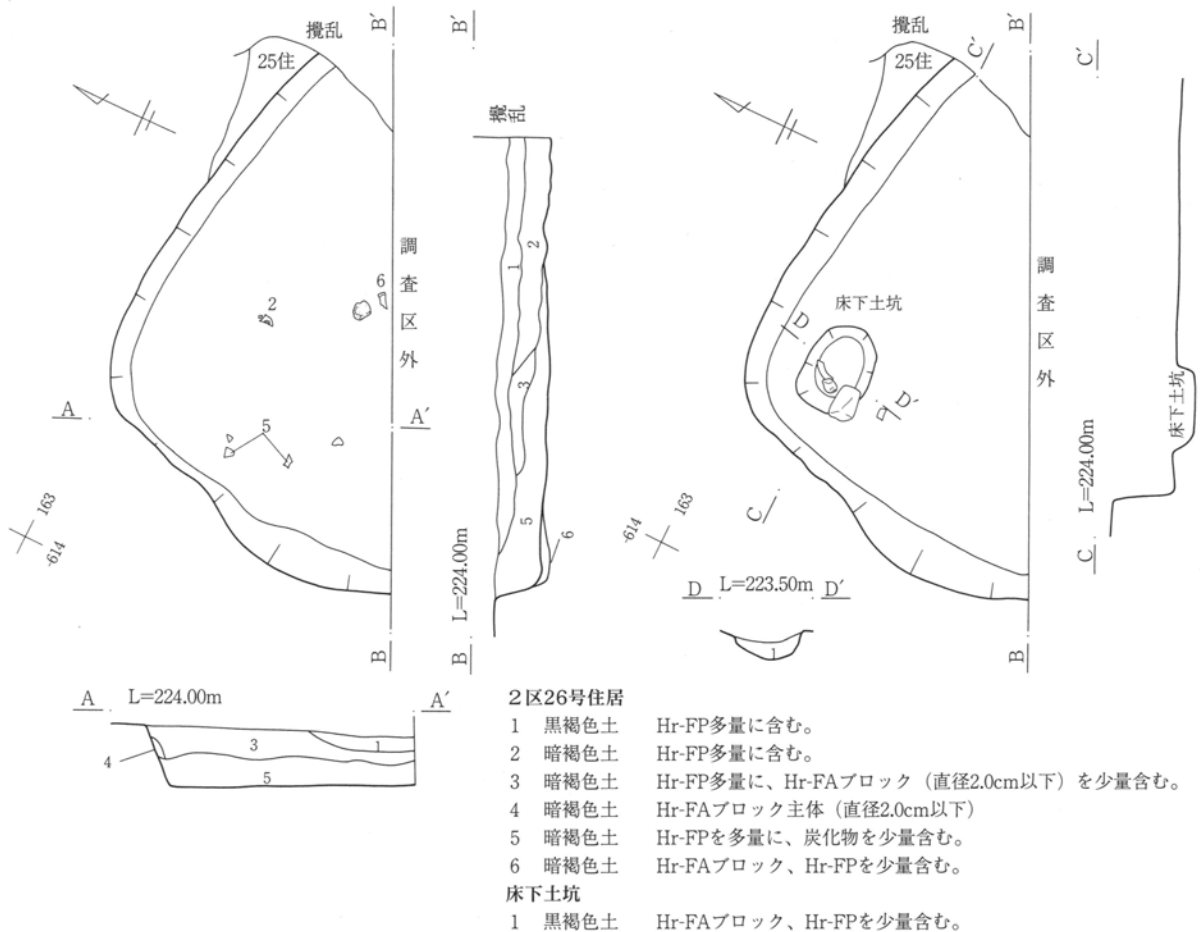 攪乱
25住
B′
2
6
調査区外
A
A′
5
163
-614
B
B′
攪乱
1
2
3
5
6
L=224.00m
B
攪乱
25住
C′
B′
調査区外
床下土坑
D
D′
C
163
-614
B
C′
床下土坑
L=224.00m
C
D L=223.50m D′
1
A L=224.00m A′
3
1
4
5
2区26号住居
1 黒褐色土 Hr-FP多量に含む。
2 暗褐色土 Hr-FP多量に含む。
3 暗褐色土 Hr-FP多量に、Hr-FAブロック（直径2.0cm以下）を少量含む。
4 暗褐色土 Hr-FAブロック主体（直径2.0cm以下）
5 暗褐色土 Hr-FPを多量に、炭化物を少量含む。
6 暗褐色土 Hr-FAブロック、Hr-FPを少量含む。
床下土坑
1 黒褐色土 Hr-FAブロック、Hr-FPを少量含む。